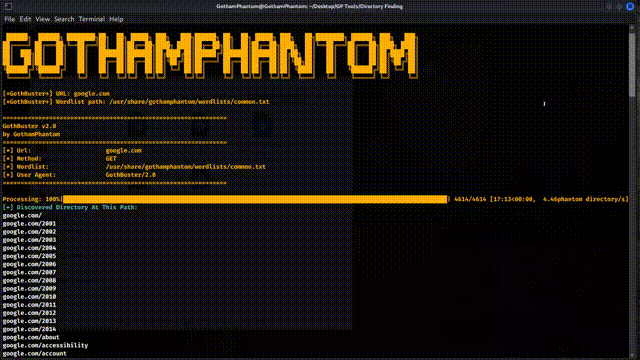 GothamPhantom@GothamPhantom: ~/Desktop/GP Tools/Directory Finding
File Edit View Search Terminal Help
GOTHAMPHANTOM
[+GothBuster+] URL: google.com
[+GothBuster+] Wordlist path: /usr/share/gothamphantom/wordlists/common.txt
===============================================================
GothBuster v2.0
by GothamPhantom
===============================================================
[+] Url: google.com
[+] Method: GET
[+] Wordlist: /usr/share/gothamphantom/wordlists/common.txt
[+] User Agent: GothBuster/2.0
===============================================================
Processing: 100%| | 4614/4614 [17:13<00:00, 4.46phantom directory/s]
[+] Discovered Directory At This Path:
google.com/
google.com/2001
google.com/2002
google.com/2003
google.com/2004
google.com/2005
google.com/2006
google.com/2007
google.com/2008
google.com/2009
google.com/2010
google.com/2011
google.com/2012
google.com/2013
google.com/2014
google.com/about
google.com/accessibility
google.com/account